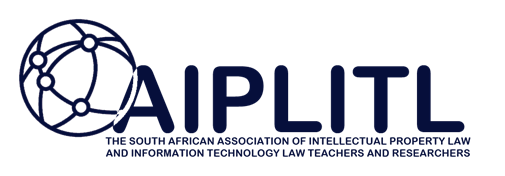 AIPLITL
THE SOUTH AFRICAN ASSOCIATION OF INTELLECTUAL PROPERTY LAW
AND INFORMATION TECHNOLOGY LAW TEACHERS AND RESEARCHERS